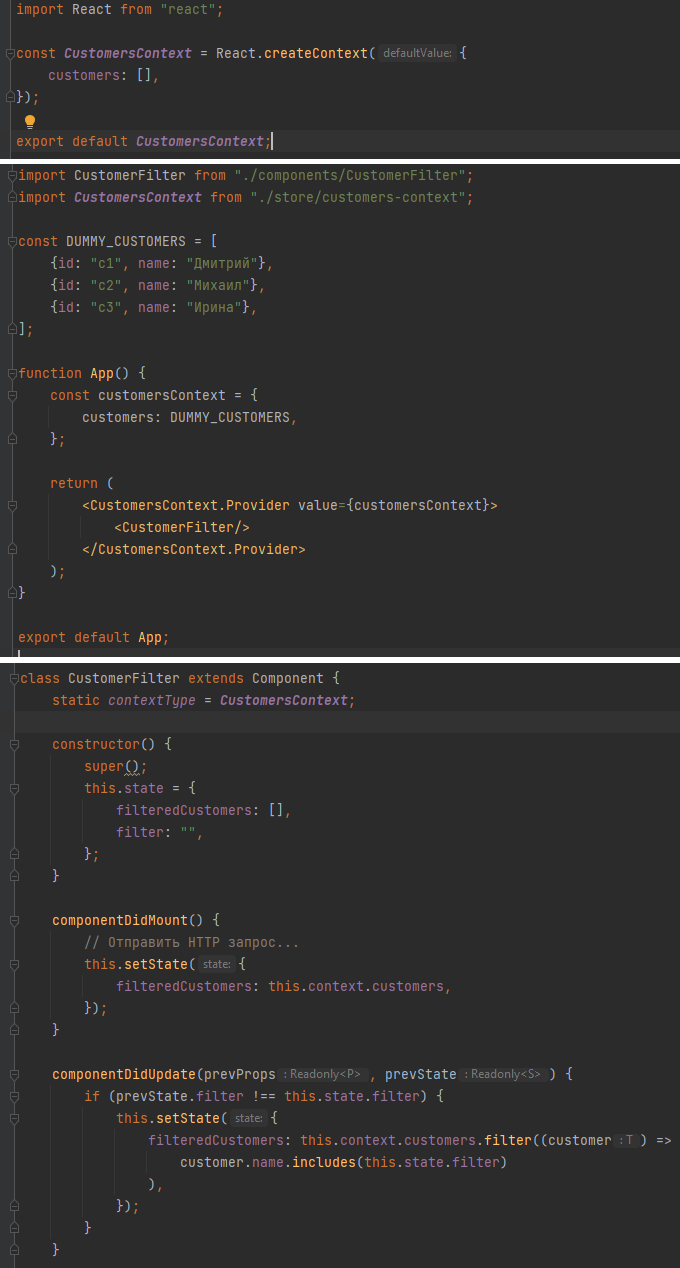 import React from "react";
const CustomersContext = React.createContext( defaultValue: {
    customers: [],
});
export default CustomersContext;
import CustomerFilter from "./components/CustomerFilter";
import CustomersContext from "./store/customers-context";
const DUMMY_CUSTOMERS = [
    {id: "c1", name: "Дмитрий"},
    {id: "c2", name: "Михаил"},
    {id: "c3", name: "Ирина"},
];
function App() {
    const customersContext = {
        customers: DUMMY_CUSTOMERS,
    };
    return (
        <CustomersContext.Provider value={customersContext}>
            <CustomerFilter/>
        </CustomersContext.Provider>
    );
}
export default App;
class CustomerFilter extends Component {
    static contextType = CustomersContext;
    constructor() {
        super();
        this.state = {
            filteredCustomers: [],
            filter: "",
        };
    }
    componentDidMount() {
        // Отправить HTTP запрос...
        this.setState( state: {
            filteredCustomers: this.context.customers,
        });
    }
    componentDidUpdate(prevProps : Readonly<P> , prevState : Readonly<S> ) {
        if (prevState.filter !== this.state.filter) {
            this.setState( state: {
                filteredCustomers: this.context.customers.filter((customer : T ) =>
                    customer.name.includes(this.state.filter)
                ),
            });
        }
    }